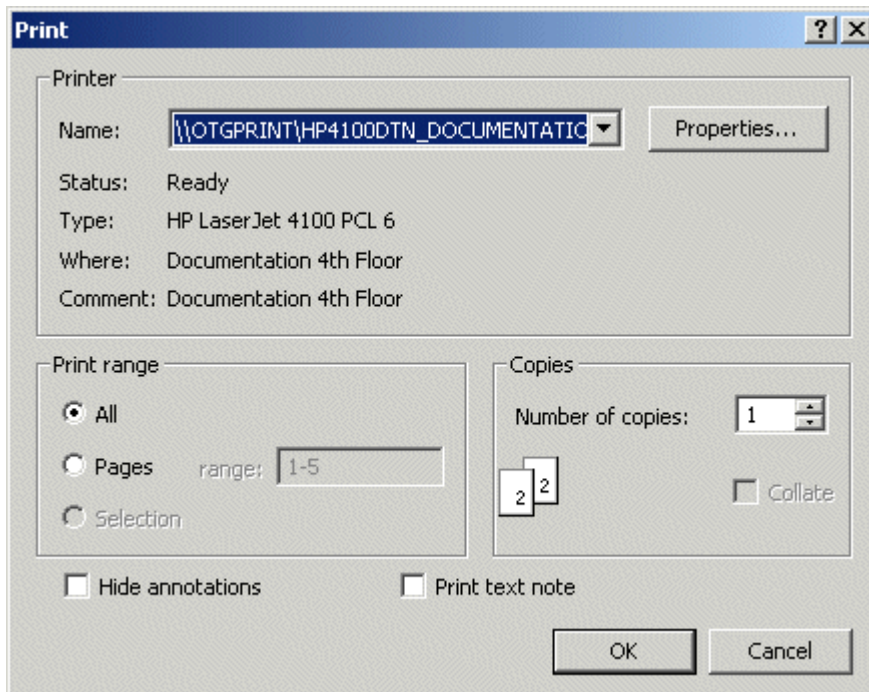 Print
Printer
Name: \\OTGPRINT\HP4100DTN_DOCUMENTATIO Properties...
Status: Ready
Type: HP LaserJet 4100 PCL 6
Where: Documentation 4th Floor
Comment: Documentation 4th Floor
Print range
All
Pages range: 1-5
Selection
Copies
Number of copies: 1
2 2
Collate
Hide annotations Print text note
OK Cancel